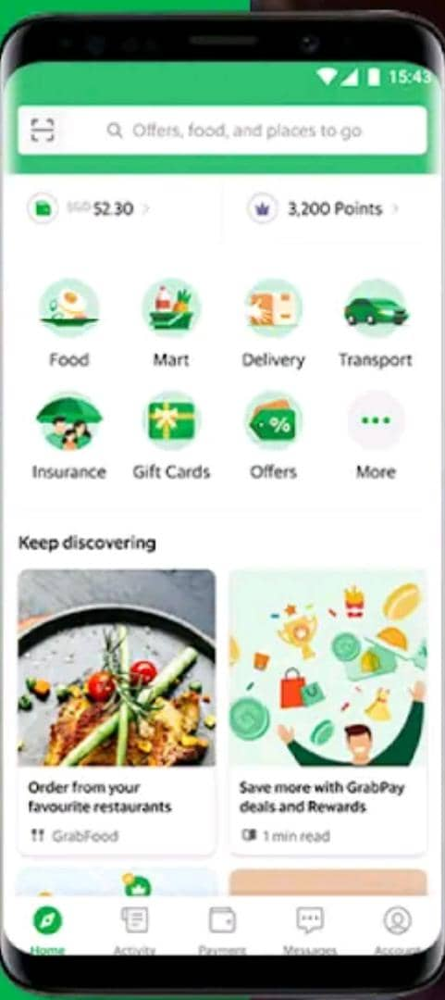 15:43
Offers, food, and places to go
SGD 52.30
3,200 Points
Food
Mart
Delivery
Transport
Insurance
Gift Cards
%
Offers
More
Keep discovering
Order from your
favourite restaurants
GrabFood
Save more with GrabPay
deals and Rewards
1 min read
Home
Activity
Payment
Messages
Account